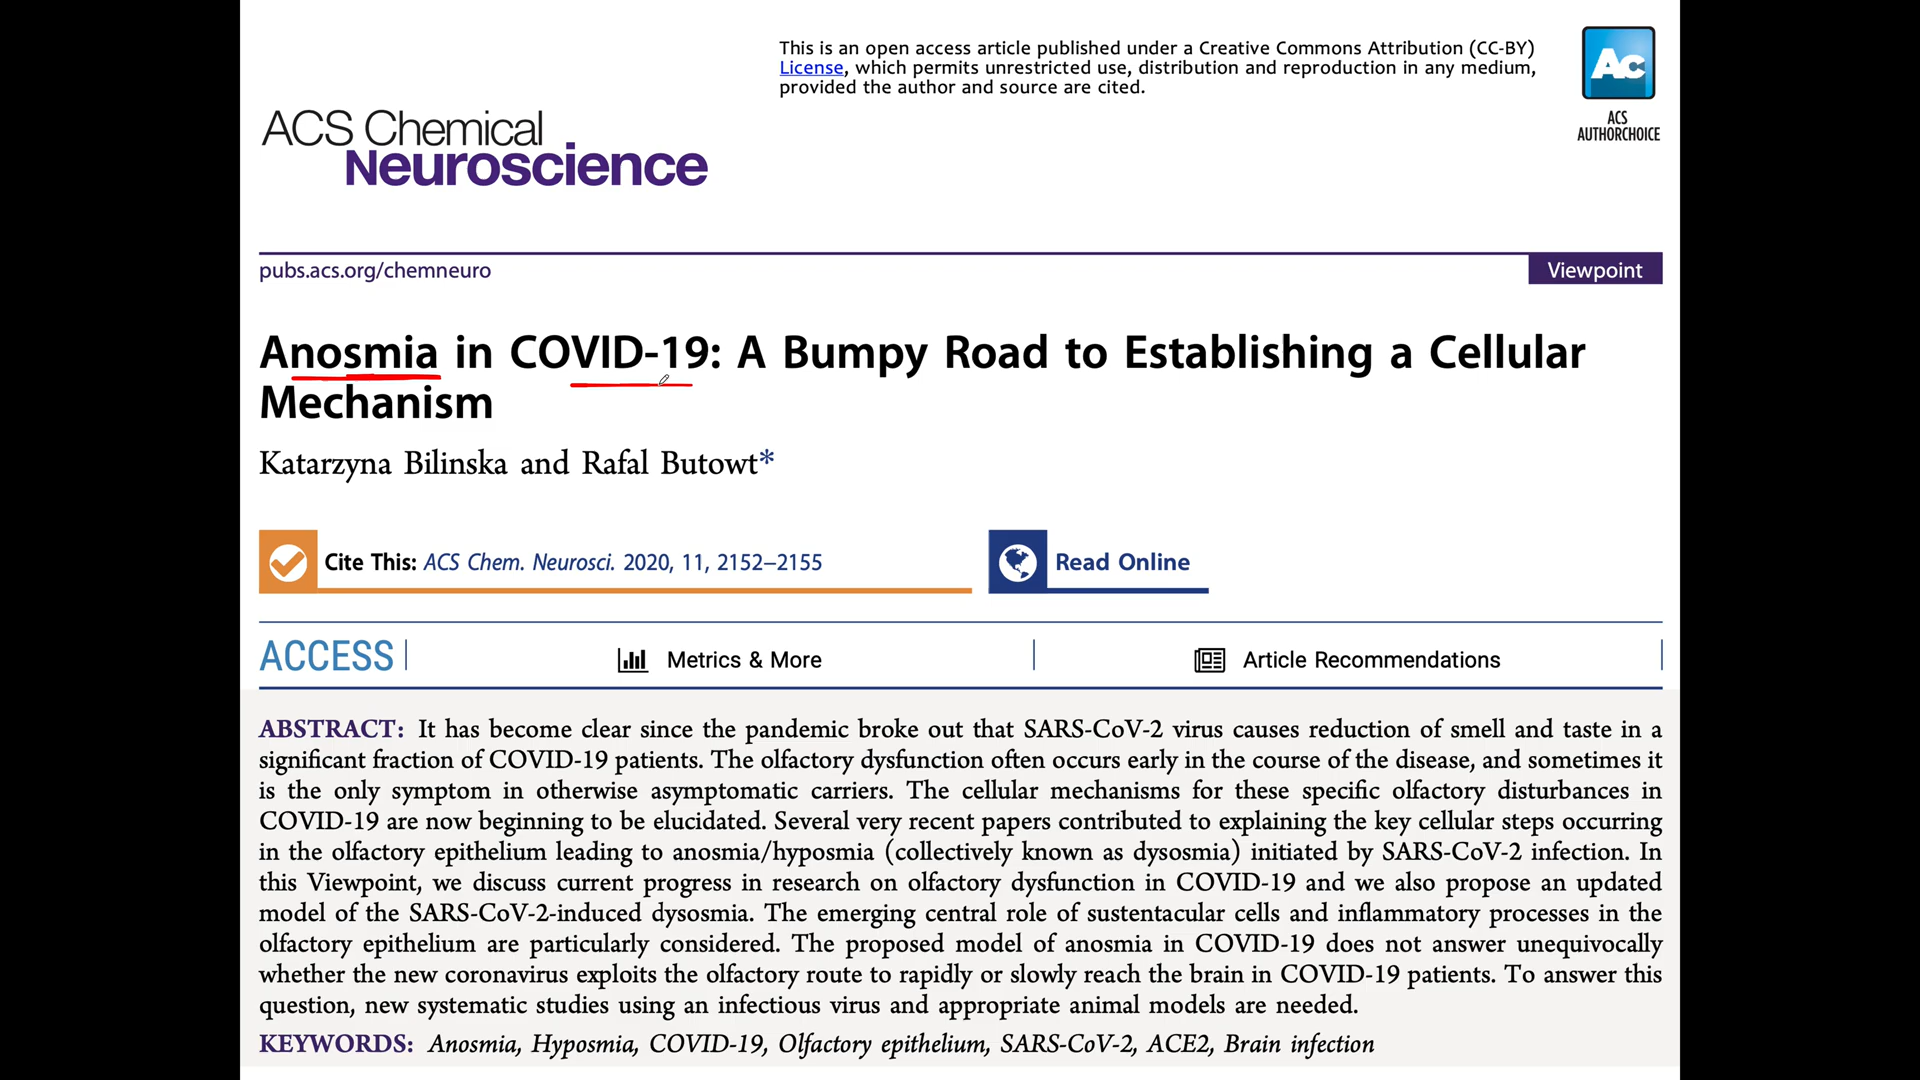 This is an open access article published under a Creative Commons Attribution (CC-BY)
License, which permits unrestricted use, distribution and reproduction in any medium,
provided the author and source are cited.
Ac
ACS
AUTHORCHOICE
ACS Chemical
Neuroscience
pubs.acs.org/chemneuro
Viewpoint
Anosmia in COVID-19: A Bumpy Road to Establishing a Cellular
Mechanism
Katarzyna Bilinska and Rafal Butowt*
Cite This: ACS Chem. Neurosci. 2020, 11, 2152–2155
Read Online
ACCESS
Metrics & More
Article Recommendations
ABSTRACT: It has become clear since the pandemic broke out that SARS-CoV-2 virus causes reduction of smell and taste in a
significant fraction of COVID-19 patients. The olfactory dysfunction often occurs early in the course of the disease, and sometimes it
is the only symptom in otherwise asymptomatic carriers. The cellular mechanisms for these specific olfactory disturbances in
COVID-19 are now beginning to be elucidated. Several very recent papers contributed to explaining the key cellular steps occurring
in the olfactory epithelium leading to anosmia/hyposmia (collectively known as dysosmia) initiated by SARS-CoV-2 infection. In
this Viewpoint, we discuss current progress in research on olfactory dysfunction in COVID-19 and we also propose an updated
model of the SARS-CoV-2-induced dysosmia. The emerging central role of sustentacular cells and inflammatory processes in the
olfactory epithelium are particularly considered. The proposed model of anosmia in COVID-19 does not answer unequivocally
whether the new coronavirus exploits the olfactory route to rapidly or slowly reach the brain in COVID-19 patients. To answer this
question, new systematic studies using an infectious virus and appropriate animal models are needed.
KEYWORDS: Anosmia, Hyposmia, COVID-19, Olfactory epithelium, SARS-CoV-2, ACE2, Brain infection